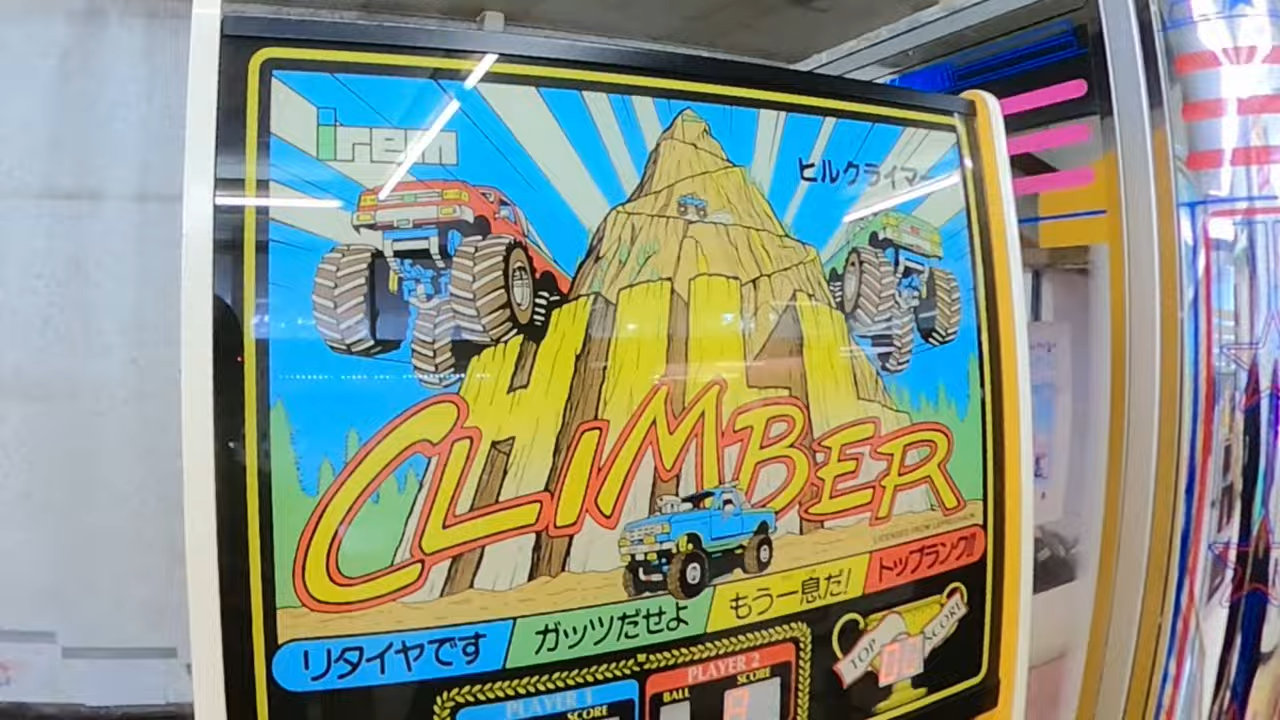 irem
ヒルクライマー
HILL
CLIMBER
リタイヤです
ガッツだせよ
もう一息だ!
トップランク!!
TOP SCORE
PLAYER 1
SCORE
PLAYER 2
BALL
SCORE